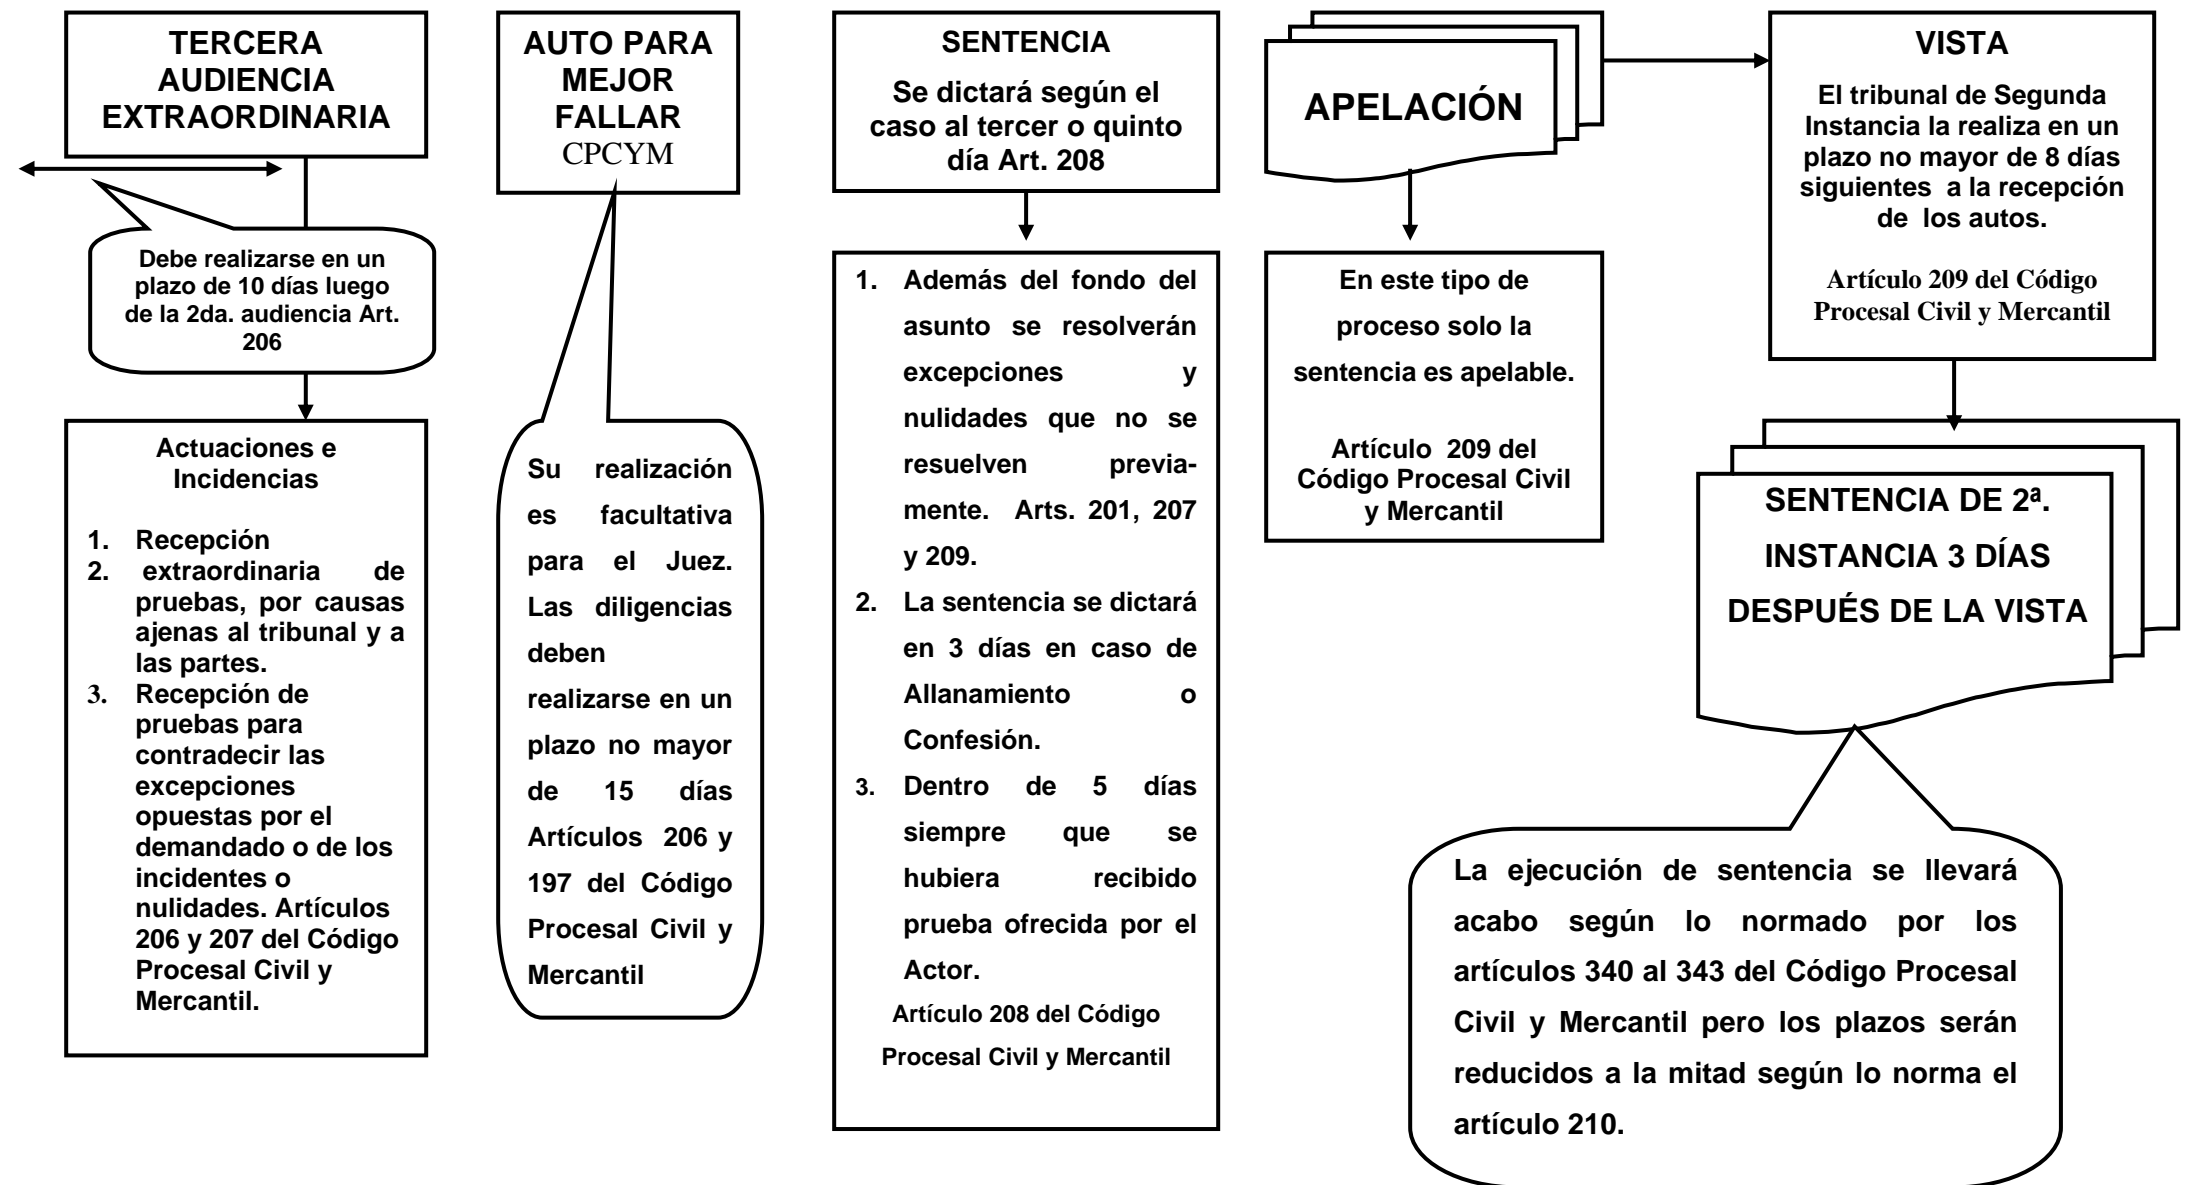 TERCERA
AUDIENCIA
EXTRAORDINARIA
Debe realizarse en un
plazo de 10 días luego
de la 2da. audiencia Art.
206
Actuaciones e
Incidencias
1. Recepción
2. extraordinaria de
pruebas, por causas
ajenas al tribunal y a
las partes.
3. Recepción de
pruebas para
contradecir las
excepciones
opuestas por el
demandado o de los
incidentes o
nulidades. Artículos
206 y 207 del Código
Procesal Civil y
Mercantil.
AUTO PARA
MEJOR
FALLAR
CPCYM
Su realización
es facultativa
para el Juez.
Las diligencias
deben
realizarse en un
plazo no mayor
de 15 días
Artículos 206 y
197 del Código
Procesal Civil y
Mercantil
SENTENCIA
Se dictará según el
caso al tercer o quinto
día Art. 208
1. Además del fondo del
asunto se resolverán
excepciones y
nulidades que no se
resuelven previa-
mente. Arts. 201, 207
y 209.
2. La sentencia se dictará
en 3 días en caso de
Allanamiento o
Confesión.
3. Dentro de 5 días
siempre que se
hubiera recibido
prueba ofrecida por el
Actor.
Artículo 208 del Código
Procesal Civil y Mercantil
APELACIÓN
En este tipo de
proceso solo la
sentencia es apelable.
Artículo 209 del
Código Procesal Civil
y Mercantil
VISTA
El tribunal de Segunda
Instancia la realiza en un
plazo no mayor de 8 días
siguientes a la recepción
de los autos.
Artículo 209 del Código
Procesal Civil y Mercantil
SENTENCIA DE 2ª.
INSTANCIA 3 DÍAS
DESPUÉS DE LA VISTA
La ejecución de sentencia se llevará
acabo según lo normado por los
artículos 340 al 343 del Código Procesal
Civil y Mercantil pero los plazos serán
reducidos a la mitad según lo norma el
artículo 210.